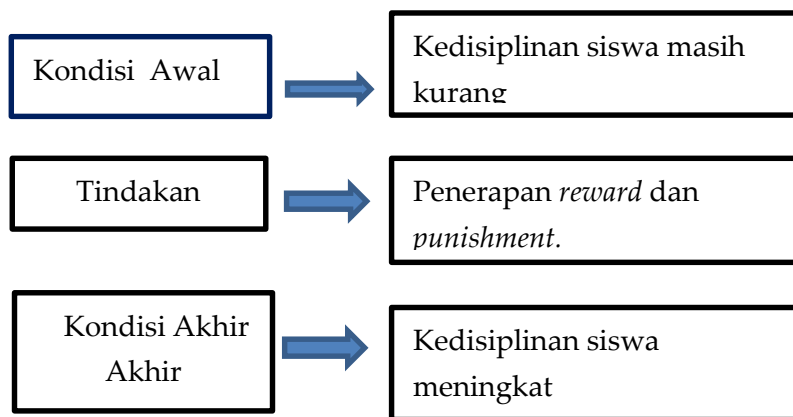 Kondisi Awal
Kedisiplinan siswa masih
kurang
Tindakan
Penerapan reward dan
punishment.
Kondisi Akhir
Akhir
Kedisiplinan siswa
meningkat